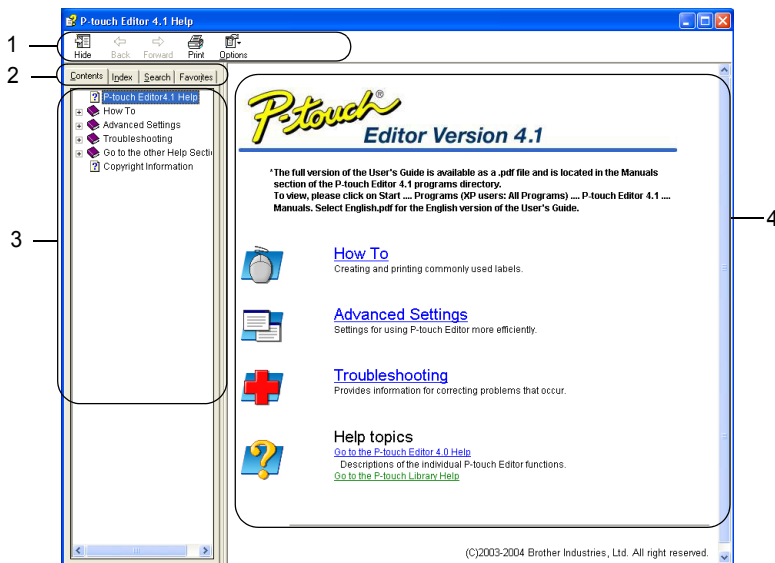 P-touch Editor 4.1 Help
1
Hide Back Forward Print Options
2
Contents Index Search Favorites
P-touch Editor4.1 Help
How To
Advanced Settings
Troubleshooting
Go to the other Help Secti
Copyright Information
3
4
P-touch®
Editor Version 4.1
*The full version of the User's Guide is available as a .pdf file and is located in the Manuals
section of the P-touch Editor 4.1 programs directory.
To view, please click on Start .... Programs (XP users: All Programs) .... P-touch Editor 4.1 ....
Manuals. Select English.pdf for the English version of the User's Guide.
How To
Creating and printing commonly used labels.
Advanced Settings
Settings for using P-touch Editor more efficiently.
Troubleshooting
Provides information for correcting problems that occur.
Help topics
Go to the P-touch Editor 4.0 Help
Descriptions of the individual P-touch Editor functions.
Go to the P-touch Library Help
(C)2003-2004 Brother Industries, Ltd. All right reserved.